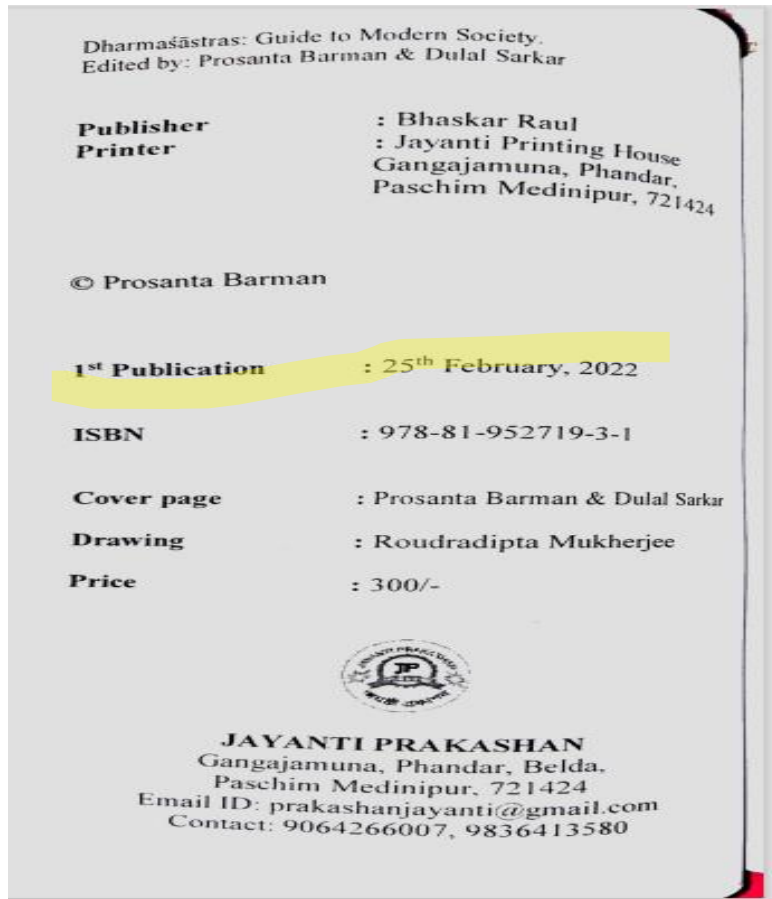 Dharmaśāstras: Guide to Modern Society.
Edited by: Prosanta Barman & Dulal Sarkar
Publisher : Bhaskar Raul
Printer : Jayanti Printing House
Gangajamuna, Phandar,
Paschim Medinipur, 721424
© Prosanta Barman
1st Publication : 25th February, 2022
ISBN : 978-81-952719-3-1
Cover page : Prosanta Barman & Dulal Sarkar
Drawing : Roudradipta Mukherjee
Price : 300/-
JP
JAYANTI PRAKASHAN
Gangajamuna, Phandar, Belda,
Paschim Medinipur, 721424
Email ID: prakashanjayanti@gmail.com
Contact: 9064266007, 9836413580